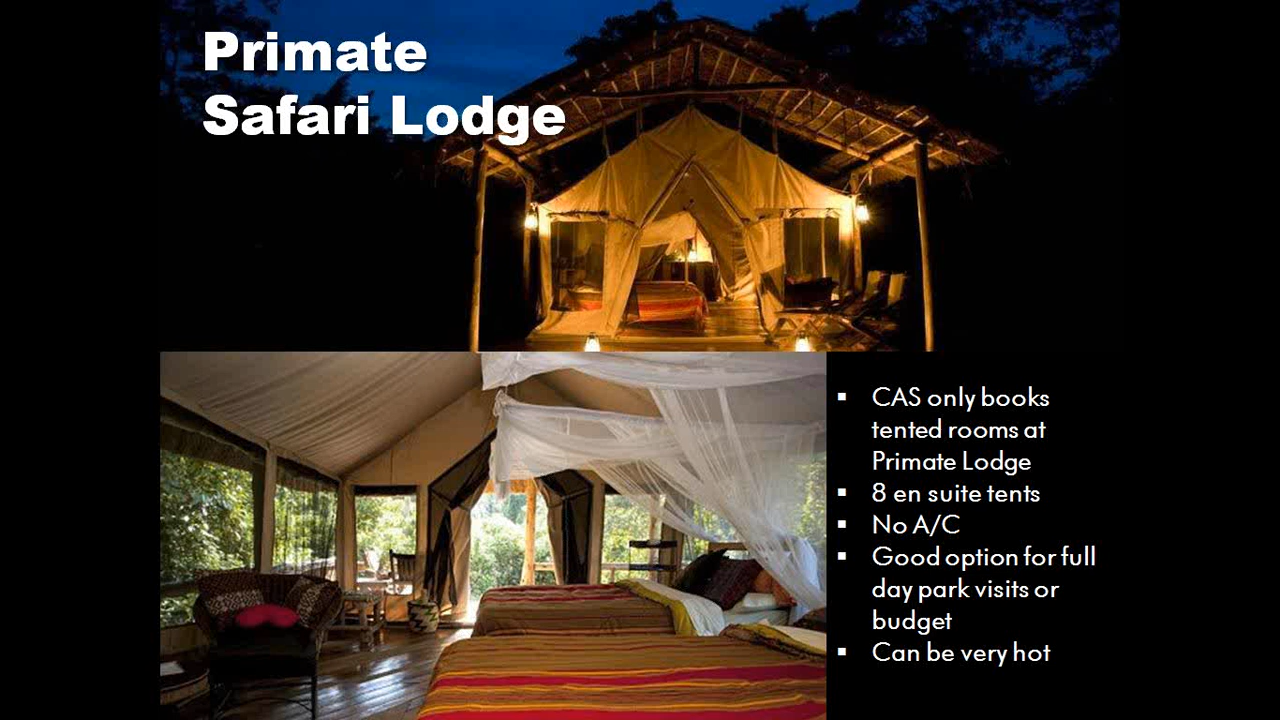 Primate
Safari Lodge
▪ CAS only books
tented rooms at
Primate Lodge
▪ 8 en suite tents
▪ No A/C
▪ Good option for full
day park visits or
budget
▪ Can be very hot